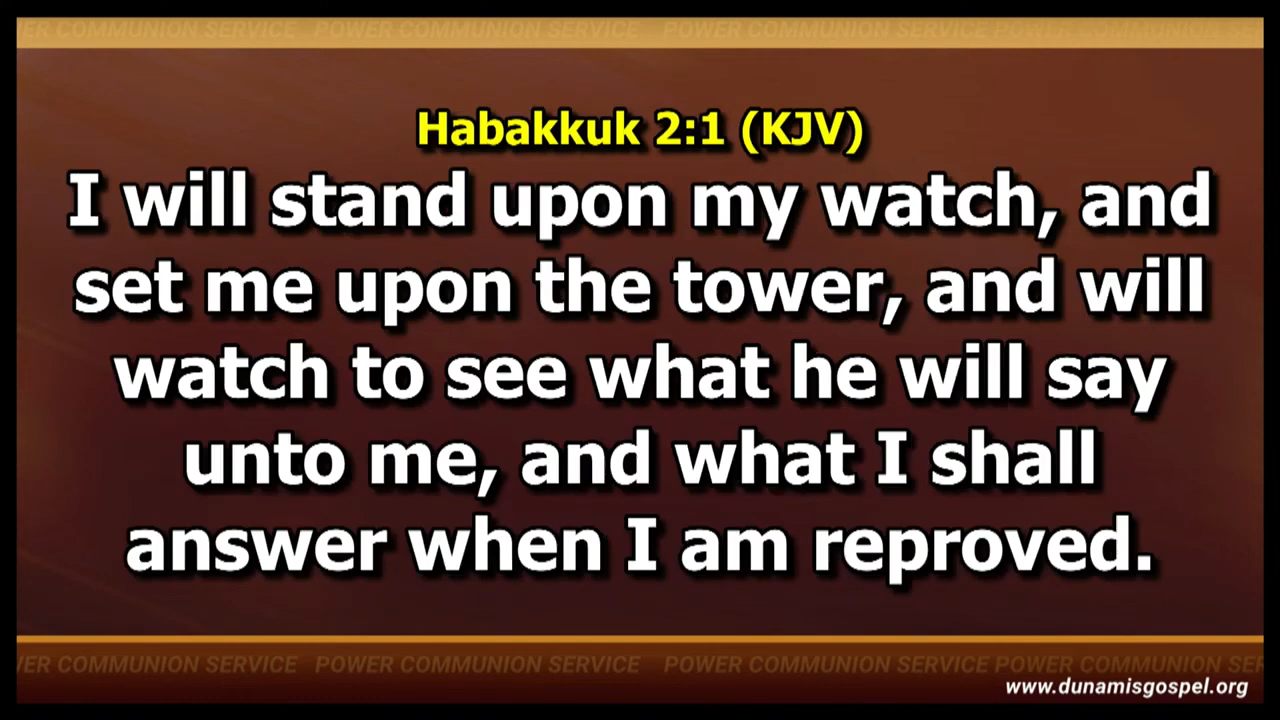 ER COMMUNION SERVICE POWER COMMUNION SERVICE POWER COMMUNION SERVICE POWER COMMUNION SERVICE
Habakkuk 2:1 (KJV)
I will stand upon my watch, and
set me upon the tower, and will
watch to see what he will say
unto me, and what I shall
answer when I am reproved.
VER COMMUNION SERVICE POWER COMMUNION SERVICE POWER COMMUNION SERVICE POWER COMMUNION SER
www.dunamisgospel.org